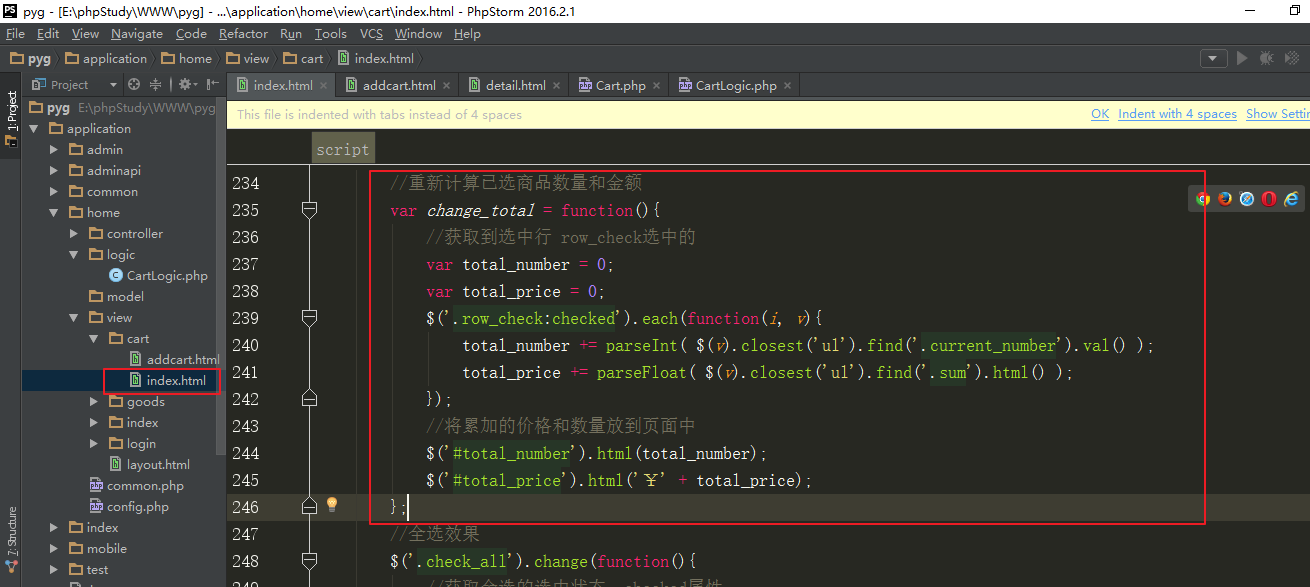 pyg - [E:\phpStudy\WWW\pyg] - ...\application\home\view\cart\index.html - PhpStorm 2016.2.1
File Edit View Navigate Code Refactor Run Tools VCS Window Help
pyg application home view cart index.html
Project index.html addcart.html detail.html Cart.php CartLogic.php
1: Project
7: Structure
pyg E:\phpStudy\WWW\pyg
application
admin
adminapi
common
home
controller
logic
CartLogic.php
model
view
cart
addcart.html
index.html
goods
index
login
layout.html
common.php
config.php
index
mobile
test
This file is indented with tabs instead of 4 spaces OK Indent with 4 spaces Show Settin
script
234 //重新计算已选商品数量和金额
235 var change_total = function(){
236 //获取到选中行 row_check选中的
237 var total_number = 0;
238 var total_price = 0;
239 $('.row_check:checked').each(function(i, v){
240 total_number += parseInt( $(v).closest('ul').find('.current_number').val() );
241 total_price += parseFloat( $(v).closest('ul').find('.sum').html() );
242 });
243 //将累加的价格和数量放到页面中
244 $('#total_number').html(total_number);
245 $('#total_price').html('￥' + total_price);
246 };
247 //全选效果
248 $('.check_all').change(function(){